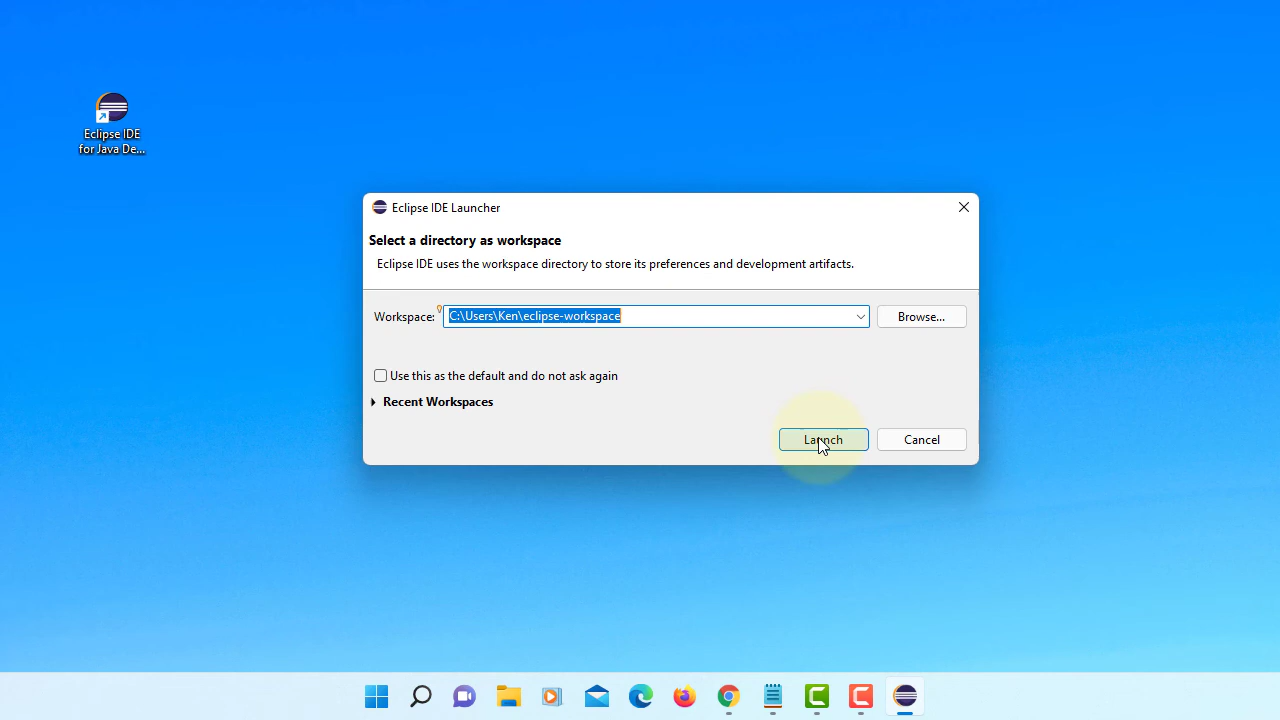 Eclipse IDE
for Java De...
Eclipse IDE Launcher
Select a directory as workspace
Eclipse IDE uses the workspace directory to store its preferences and development artifacts.
Workspace: C:\Users\Ken\eclipse-workspace
Browse...
Use this as the default and do not ask again
Recent Workspaces
Launch
Cancel